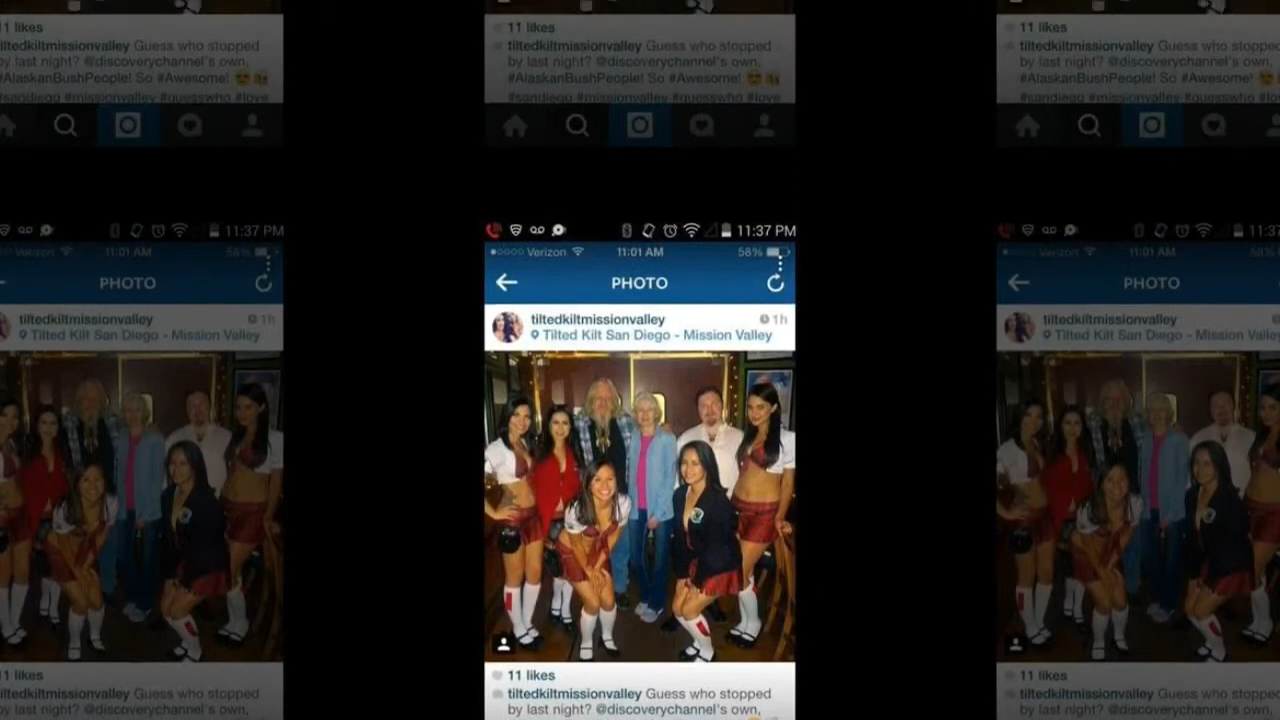 11 likes
tiltedkiltmissionvalley Guess who stopped
by last night? @discoverychannel's own,
#AlaskanBushPeople! So #Awesome!
#sandiego #missionvalley #guesswho #love
11:37 PM
Verizon 11:01 AM 58%
PHOTO
tiltedkiltmissionvalley 1h
Tilted Kilt San Diego - Mission Valley
11 likes
tiltedkiltmissionvalley Guess who stopped
by last night? @discoverychannel's own,